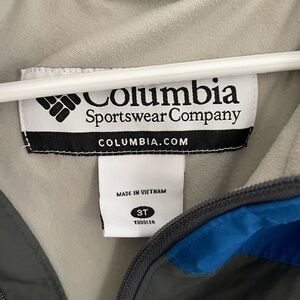 Columbia
Sportswear Company
COLUMBIA.COM
MADE IN VIETNAM
3T
TODDLER